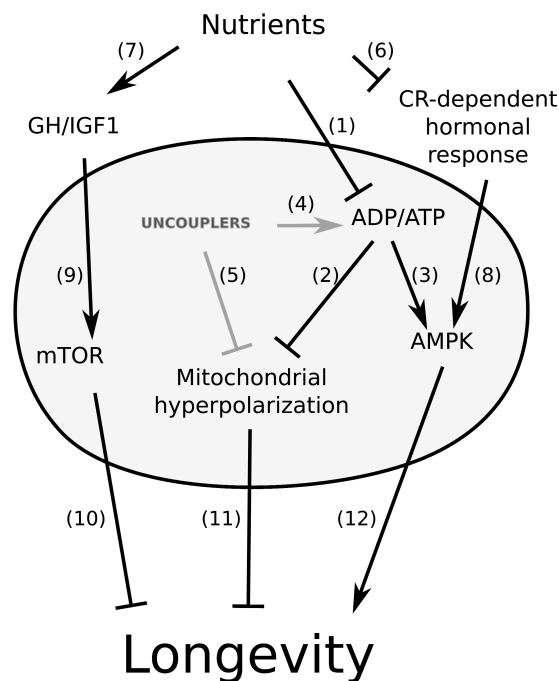 Nutrients
(7)
(6)
CR-dependent
hormonal
response
GH/IGF1
(1)
UNCOUPLERS
(4)
ADP/ATP
(9)
(5)
(2)
(3)
(8)
mTOR
AMPK
Mitochondrial
hyperpolarization
(10)
(11)
(12)
Longevity